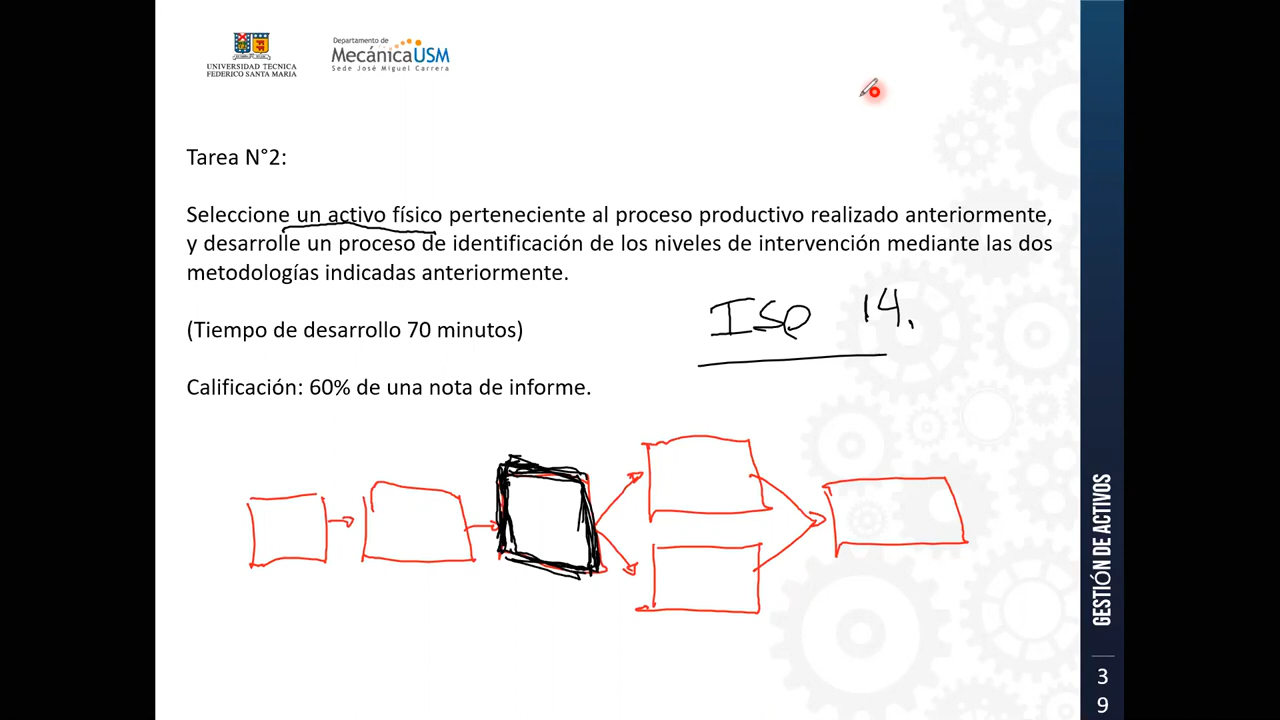 UNIVERSIDAD TECNICA
FEDERICO SANTA MARIA
Departamento de
MecánicaUSM
Sede José Miguel Carrera
Tarea N°2:
Seleccione un activo físico perteneciente al proceso productivo realizado anteriormente,
y desarrolle un proceso de identificación de los niveles de intervención mediante las dos
metodologías indicadas anteriormente.
ISO 14.
(Tiempo de desarrollo 70 minutos)
Calificación: 60% de una nota de informe.
GESTIÓN DE ACTIVOS
3
9